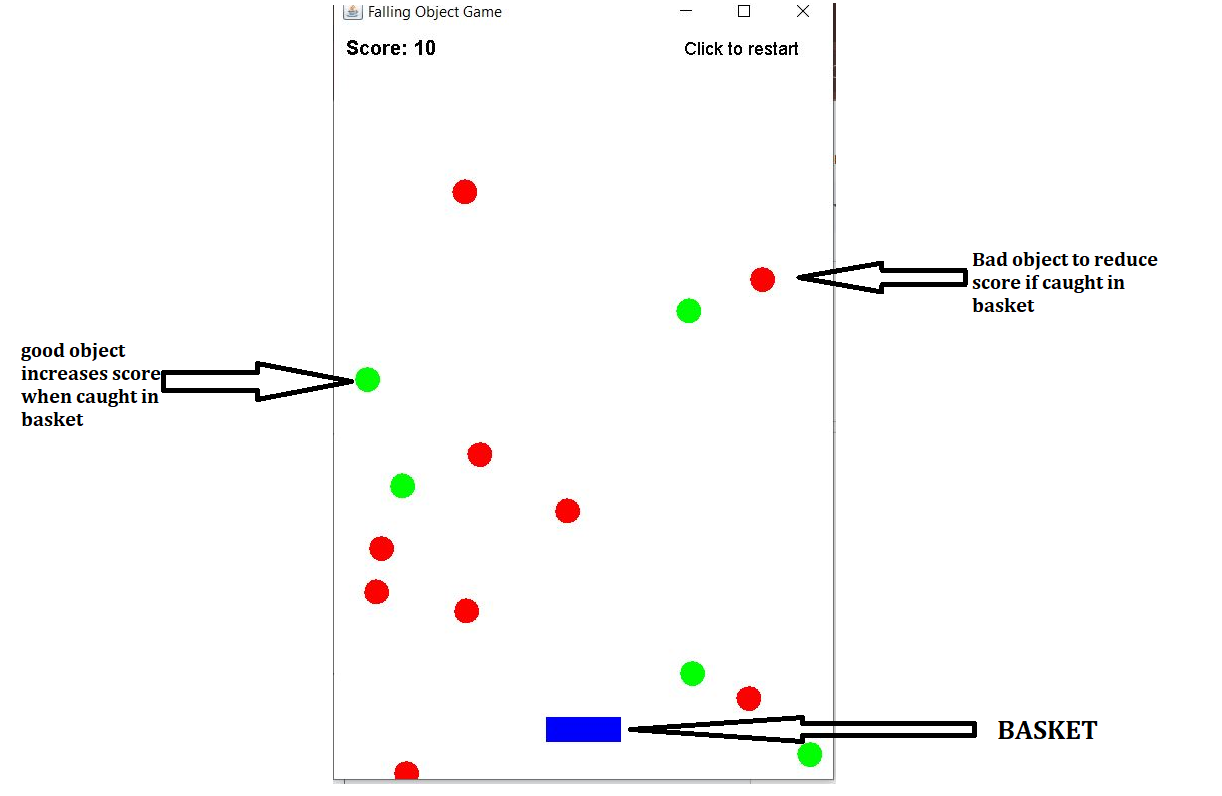 Falling Object Game
Score: 10
Click to restart
Bad object to reduce
score if caught in
basket
good object
increases score
when caught in
basket
BASKET